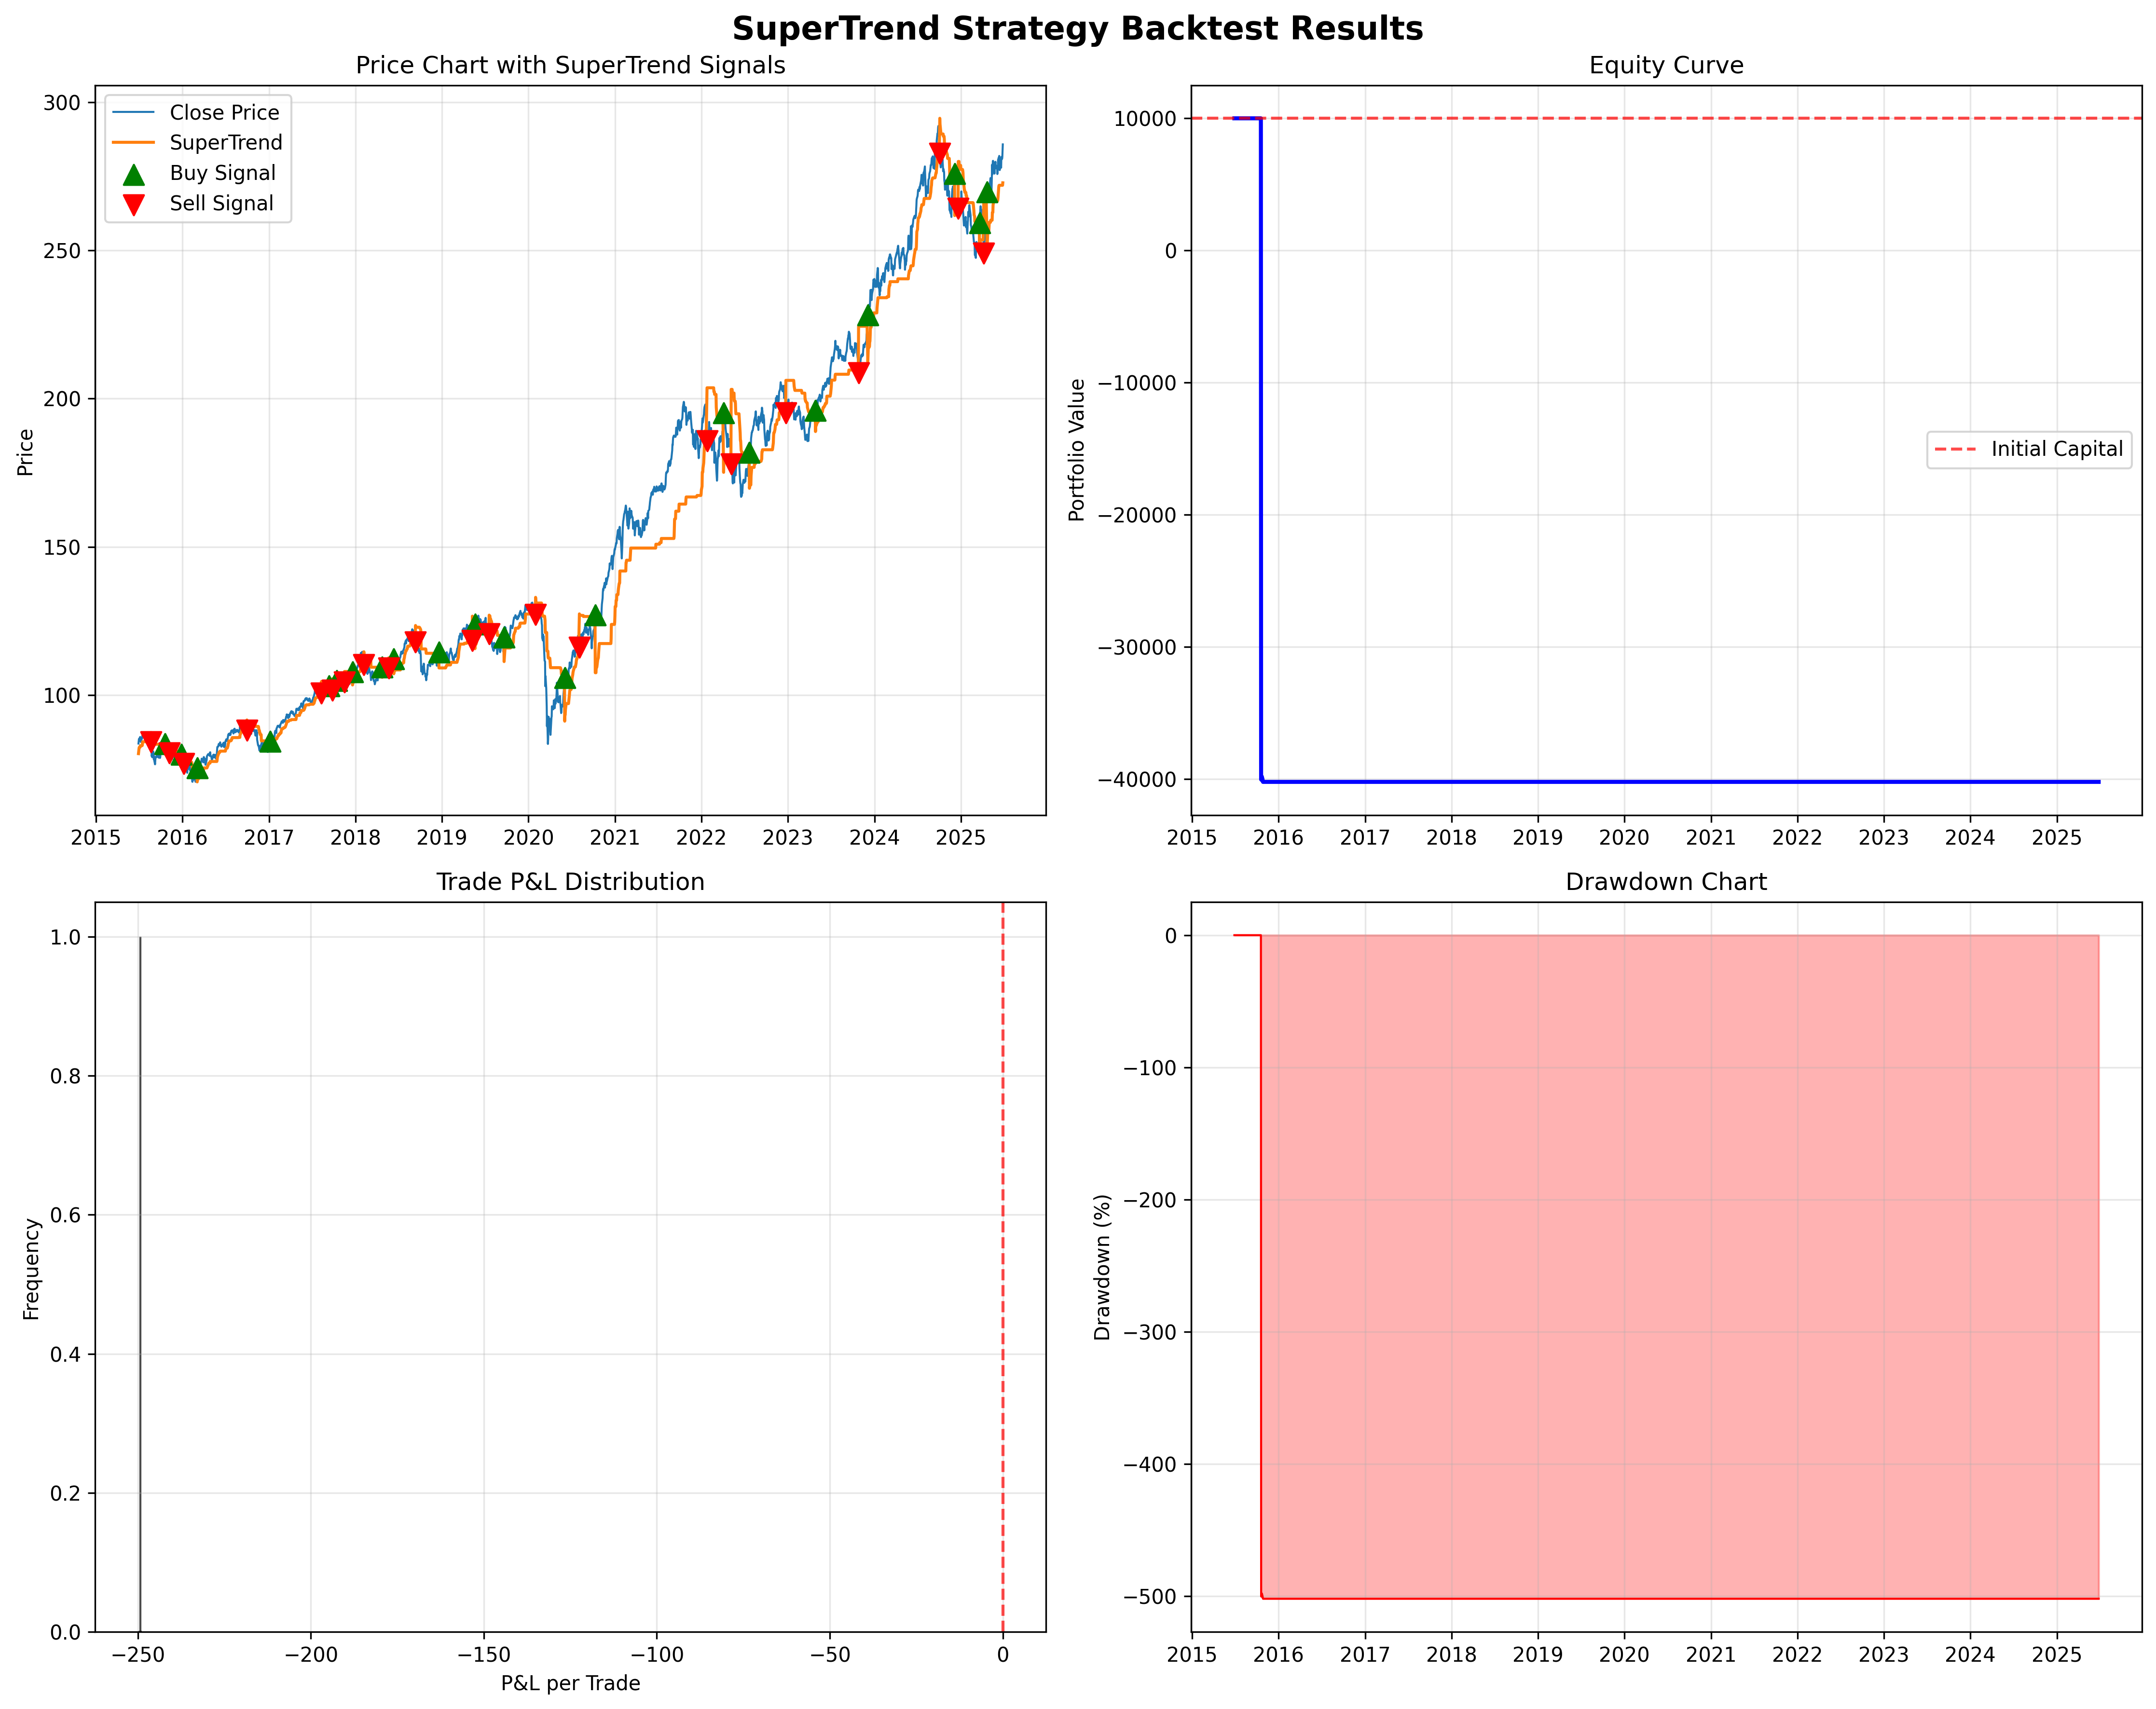 SuperTrend Strategy Backtest Results
Price Chart with SuperTrend Signals
Close Price
SuperTrend
Buy Signal
Sell Signal
Price
300
250
200
150
100
2015 2016 2017 2018 2019 2020 2021 2022 2023 2024 2025
Equity Curve
Portfolio Value
10000
0
−10000
−20000
−30000
−40000
Initial Capital
2015 2016 2017 2018 2019 2020 2021 2022 2023 2024 2025
Trade P&L Distribution
Frequency
1.0
0.8
0.6
0.4
0.2
0.0
−250 −200 −150 −100 −50 0
P&L per Trade
Drawdown Chart
Drawdown (%)
0
−100
−200
−300
−400
−500
2015 2016 2017 2018 2019 2020 2021 2022 2023 2024 2025